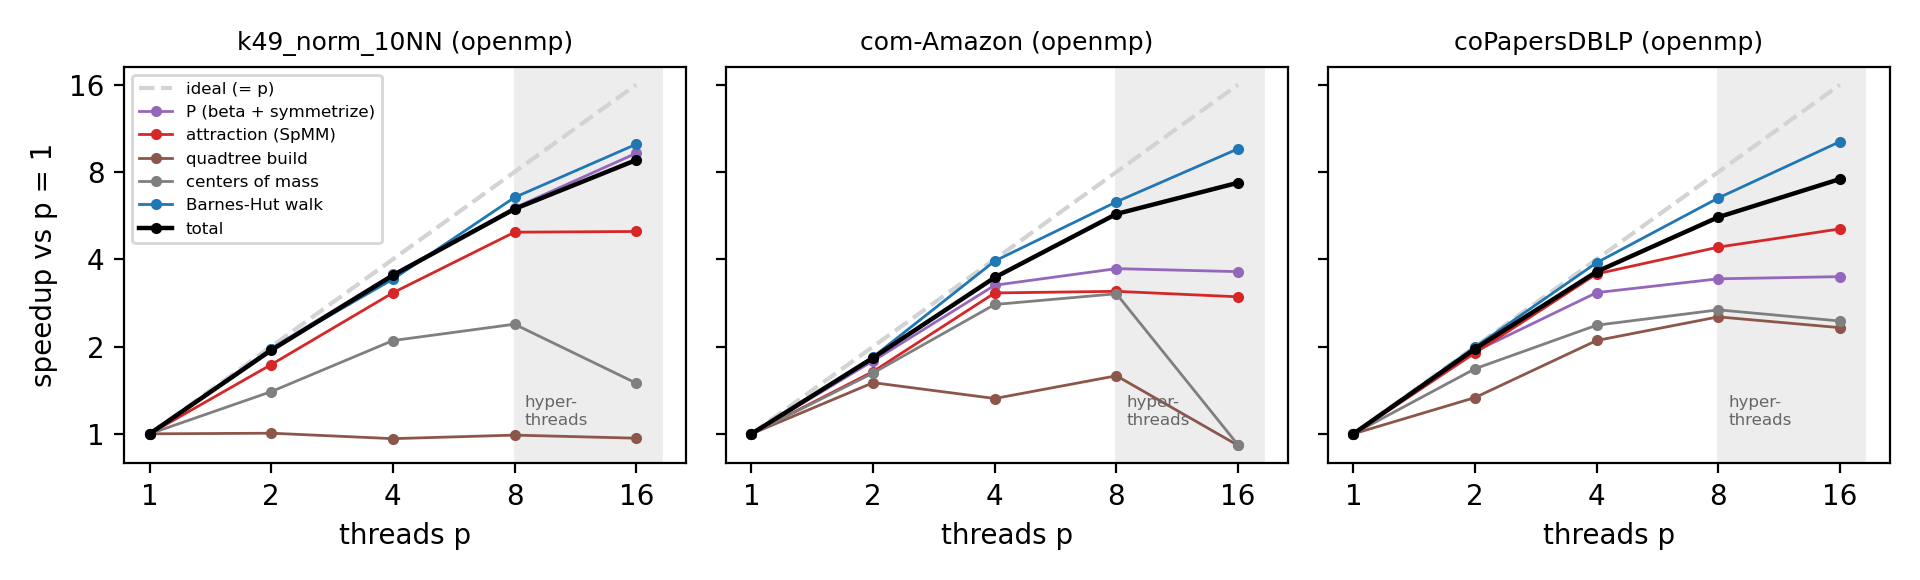 k49_norm_10NN (openmp)
com-Amazon (openmp)
coPapersDBLP (openmp)
speedup vs p = 1
16
8
4
2
1
ideal (= p)
P (beta + symmetrize)
attraction (SpMM)
quadtree build
centers of mass
Barnes-Hut walk
total
hyper-
threads
hyper-
threads
hyper-
threads
1 2 4 8 16
1 2 4 8 16
1 2 4 8 16
threads p
threads p
threads p